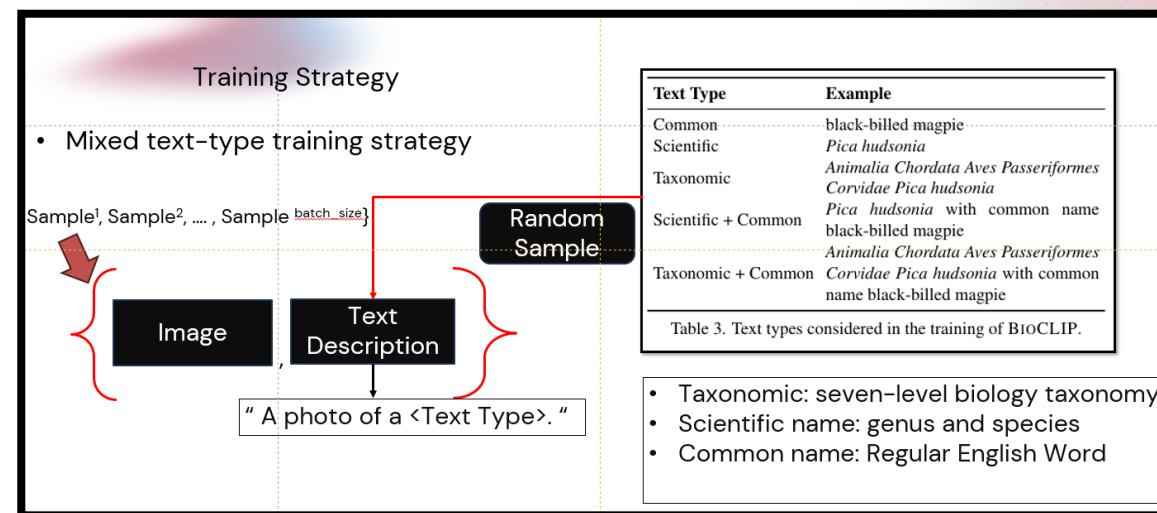 Training Strategy
• Mixed text-type training strategy
Sample1, Sample2, .... , Sample batch_size}
Random
Sample
Image
,
Text
Description
“ A photo of a <Text Type>. “
Text Type Example
Common black-billed magpie
Scientific Pica hudsonia
Taxonomic Animalia Chordata Aves Passeriformes
Corvidae Pica hudsonia
Scientific + Common Pica hudsonia with common name
black-billed magpie
Taxonomic + Common Animalia Chordata Aves Passeriformes
Corvidae Pica hudsonia with common
name black-billed magpie
Table 3. Text types considered in the training of BIOCLIP.
• Taxonomic: seven-level biology taxonomy
• Scientific name: genus and species
• Common name: Regular English Word